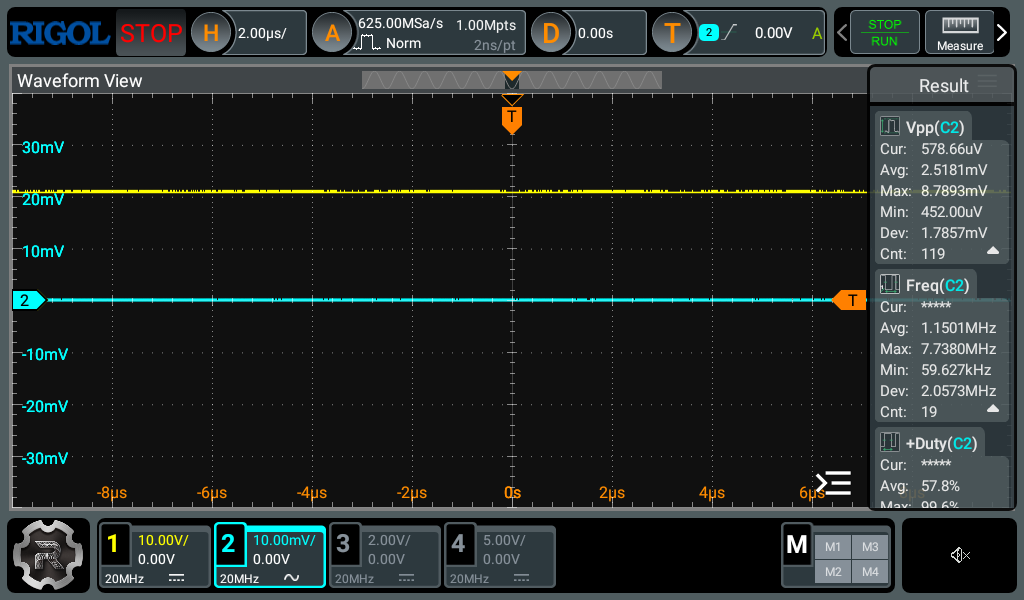 RIGOL STOP H 2.00µs/ A 625.00MSa/s 1.00Mpts D 0.00s T 2 0.00V A STOP
Norm 2ns/pt RUN Measure
Waveform View Result
T
30mV
20mV
10mV
2 T
-10mV
-20mV
-30mV
-8µs -6µs -4µs -2µs 0s 2µs 4µs 6µs
Vpp(C2)
Cur: 578.66uV
Avg: 2.5181mV
Max: 8.7893mV
Min: 452.00uV
Dev: 1.7857mV
Cnt: 119
Freq(C2)
Cur: *****
Avg: 1.1501MHz
Max: 7.7380MHz
Min: 59.627kHz
Dev: 2.0573MHz
Cnt: 19
+Duty(C2)
Cur: *****
Avg: 57.8%
Max: 99.6%
R
1 10.00V/
0.00V
20MHz
2 10.00mV/
0.00V
20MHz
3 2.00V/
0.00V
20MHz
4 5.00V/
0.00V
20MHz
M M1 M3
M2 M4